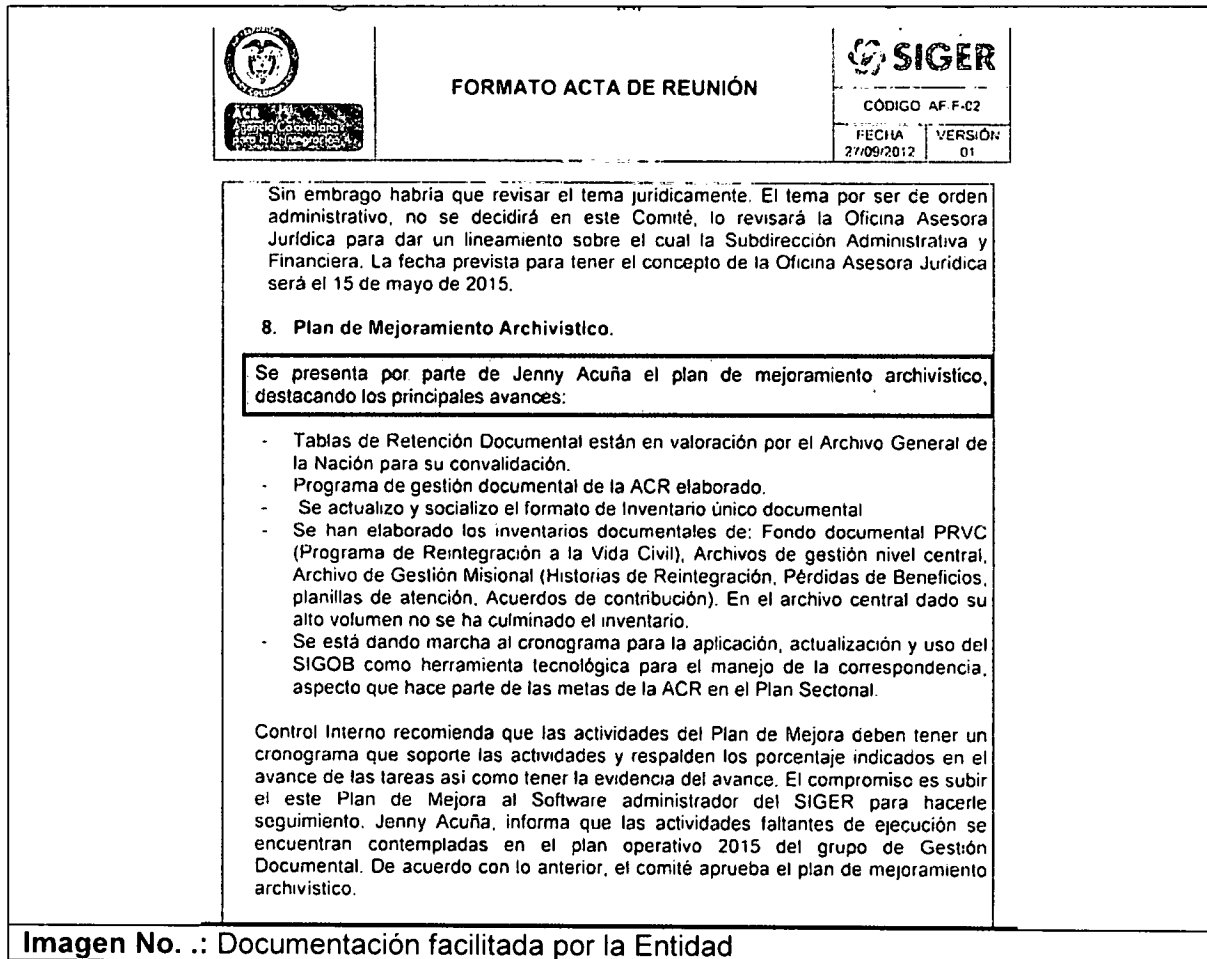 ACR
Agencia Colombiana
para la Reintegración
FORMATO ACTA DE REUNIÓN
SIGER
CÓDIGO AF-F-02
FECHA
27/09/2012
VERSIÓN
01
Sin embrago habría que revisar el tema jurídicamente. El tema por ser de orden
administrativo, no se decidirá en este Comité, lo revisará la Oficina Asesora
Jurídica para dar un lineamiento sobre el cual la Subdirección Administrativa y
Financiera. La fecha prevista para tener el concepto de la Oficina Asesora Jurídica
será el 15 de mayo de 2015.
8. Plan de Mejoramiento Archivístico.
Se presenta por parte de Jenny Acuña el plan de mejoramiento archivístico,
destacando los principales avances:
- Tablas de Retención Documental están en valoración por el Archivo General de
la Nación para su convalidación.
- Programa de gestión documental de la ACR elaborado.
- Se actualizo y socializo el formato de Inventario único documental
- Se han elaborado los inventarios documentales de: Fondo documental PRVC
(Programa de Reintegración a la Vida Civil), Archivos de gestión nivel central,
Archivo de Gestión Misional (Historias de Reintegración, Pérdidas de Beneficios,
planillas de atención, Acuerdos de contribución). En el archivo central dado su
alto volumen no se ha culminado el inventario.
- Se está dando marcha al cronograma para la aplicación, actualización y uso del
SIGOB como herramienta tecnológica para el manejo de la correspondencia,
aspecto que hace parte de las metas de la ACR en el Plan Sectorial.
Control Interno recomienda que las actividades del Plan de Mejora deben tener un
cronograma que soporte las actividades y respalden los porcentaje indicados en el
avance de las tareas así como tener la evidencia del avance. El compromiso es subir
el este Plan de Mejora al Software administrador del SIGER para hacerle
seguimiento. Jenny Acuña, informa que las actividades faltantes de ejecución se
encuentran contempladas en el plan operativo 2015 del grupo de Gestión
Documental. De acuerdo con lo anterior, el comité aprueba el plan de mejoramiento
archivístico.
Imagen No. .: Documentación facilitada por la Entidad